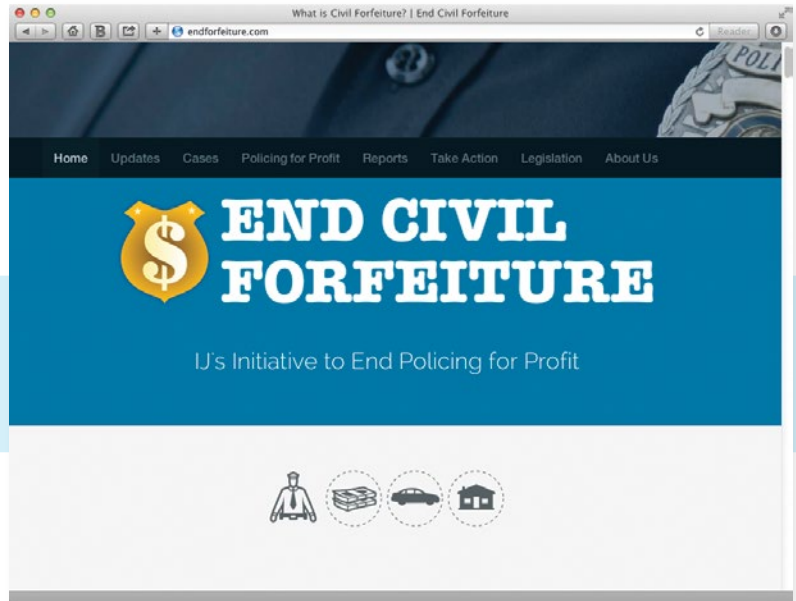 What is Civil Forfeiture? | End Civil Forfeiture
endforfeiture.com
Reader
POLI
Home Updates Cases Policing for Profit Reports Take Action Legislation About Us
$
END CIVIL
FORFEITURE
IJ's Initiative to End Policing for Profit